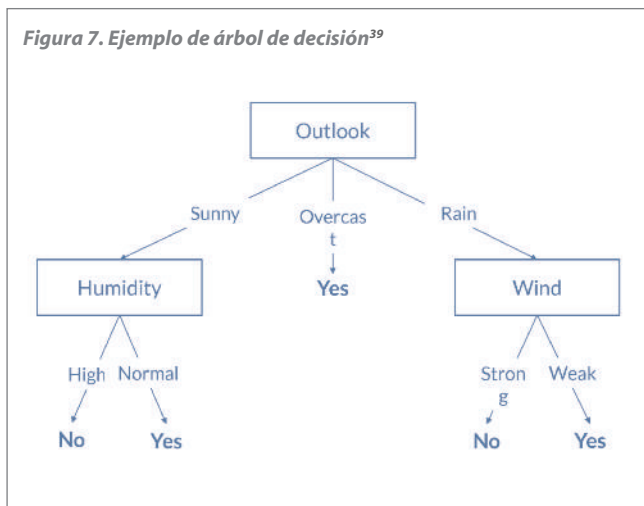 Figura 7. Ejemplo de árbol de decisión³⁹
Outlook
Sunny
Overcas
t
Rain
Humidity
Yes
Wind
High
Normal
Stron
g
Weak
No
Yes
No
Yes